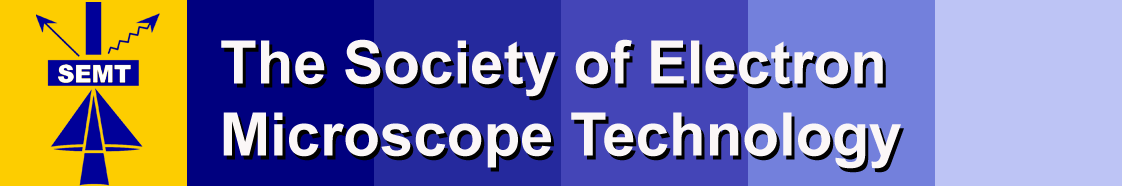 SEMT
The Society of Electron
Microscope Technology